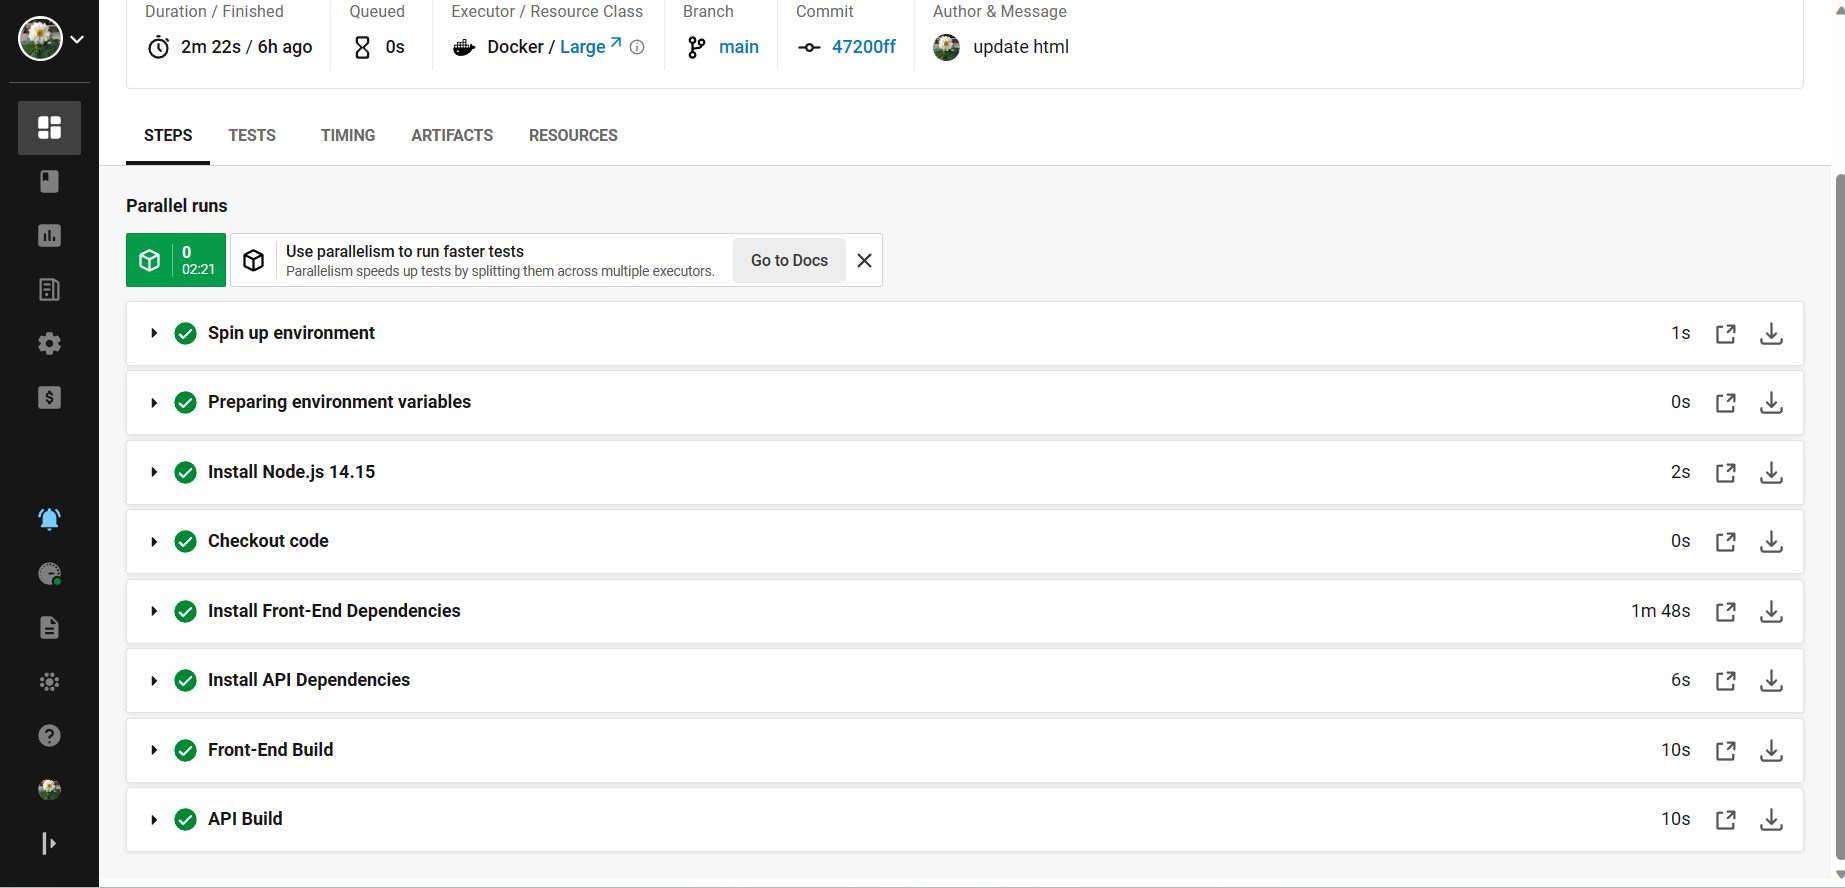 Duration / Finished
2m 22s / 6h ago
Queued
0s
Executor / Resource Class
Docker / Large
Branch
main
Commit
47200ff
Author & Message
update html
STEPS
TESTS
TIMING
ARTIFACTS
RESOURCES
Parallel runs
0
02:21
Use parallelism to run faster tests
Parallelism speeds up tests by splitting them across multiple executors.
Go to Docs
Spin up environment
1s
Preparing environment variables
0s
Install Node.js 14.15
2s
Checkout code
0s
Install Front-End Dependencies
1m 48s
Install API Dependencies
6s
Front-End Build
10s
API Build
10s